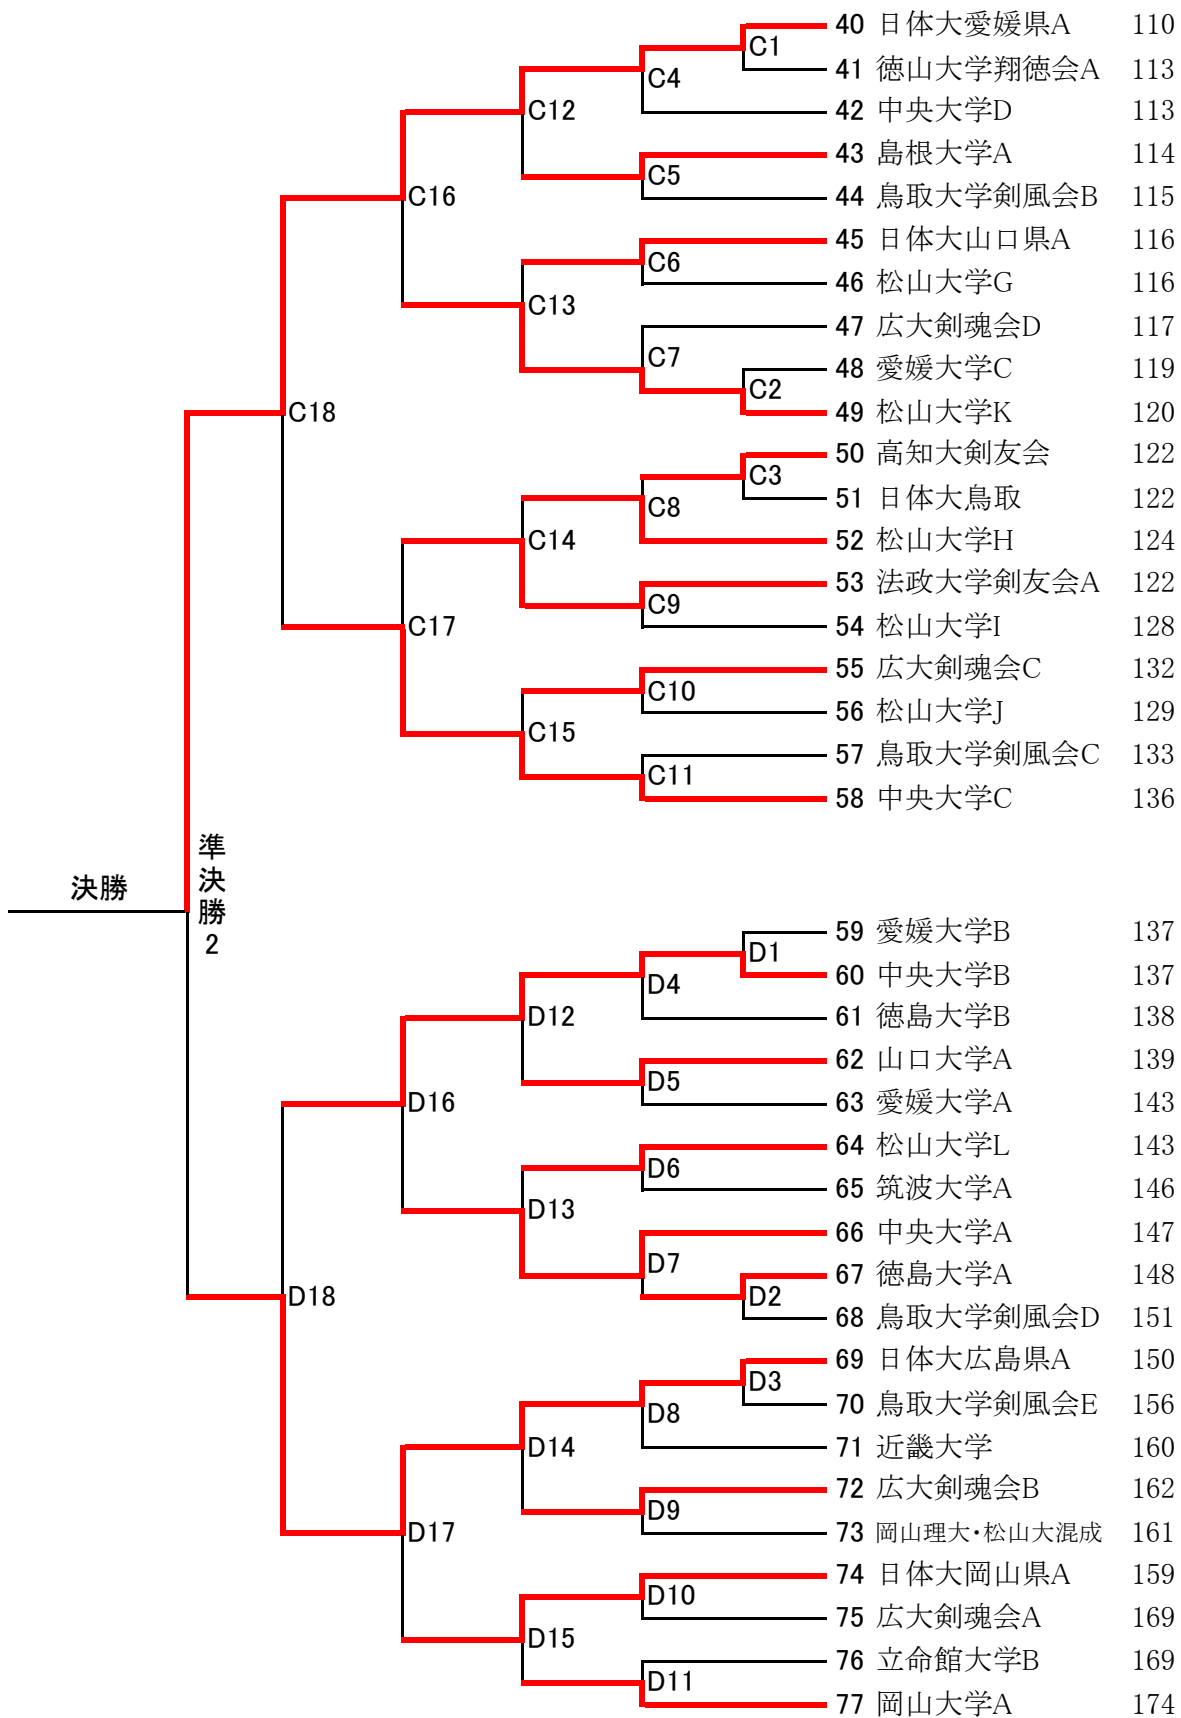 40 日体大愛媛県A 110
C1
41 徳山大学翔徳会A 113
C4
42 中央大学D 113
C12
43 島根大学A 114
C5
44 鳥取大学剣風会B 115
C16
45 日体大山口県A 116
C6
46 松山大学G 116
C13
47 広大剣魂会D 117
C7
48 愛媛大学C 119
C2
49 松山大学K 120
C18
50 高知大剣友会 122
C3
51 日体大鳥取 122
C8
52 松山大学H 124
C14
53 法政大学剣友会A 122
C9
54 松山大学I 128
C17
55 広大剣魂会C 132
C10
56 松山大学J 129
C15
57 鳥取大学剣風会C 133
C11
58 中央大学C 136
準決勝2
決勝
59 愛媛大学B 137
D1
60 中央大学B 137
D4
61 徳島大学B 138
D12
62 山口大学A 139
D5
63 愛媛大学A 143
D16
64 松山大学L 143
D6
65 筑波大学A 146
D13
66 中央大学A 147
D7
67 徳島大学A 148
D2
68 鳥取大学剣風会D 151
D18
69 日体大広島県A 150
D3
70 鳥取大学剣風会E 156
D8
71 近畿大学 160
D14
72 広大剣魂会B 162
D9
73 岡山理大・松山大混成 161
D17
74 日体大岡山県A 159
D10
75 広大剣魂会A 169
D15
76 立命館大学B 169
D11
77 岡山大学A 174